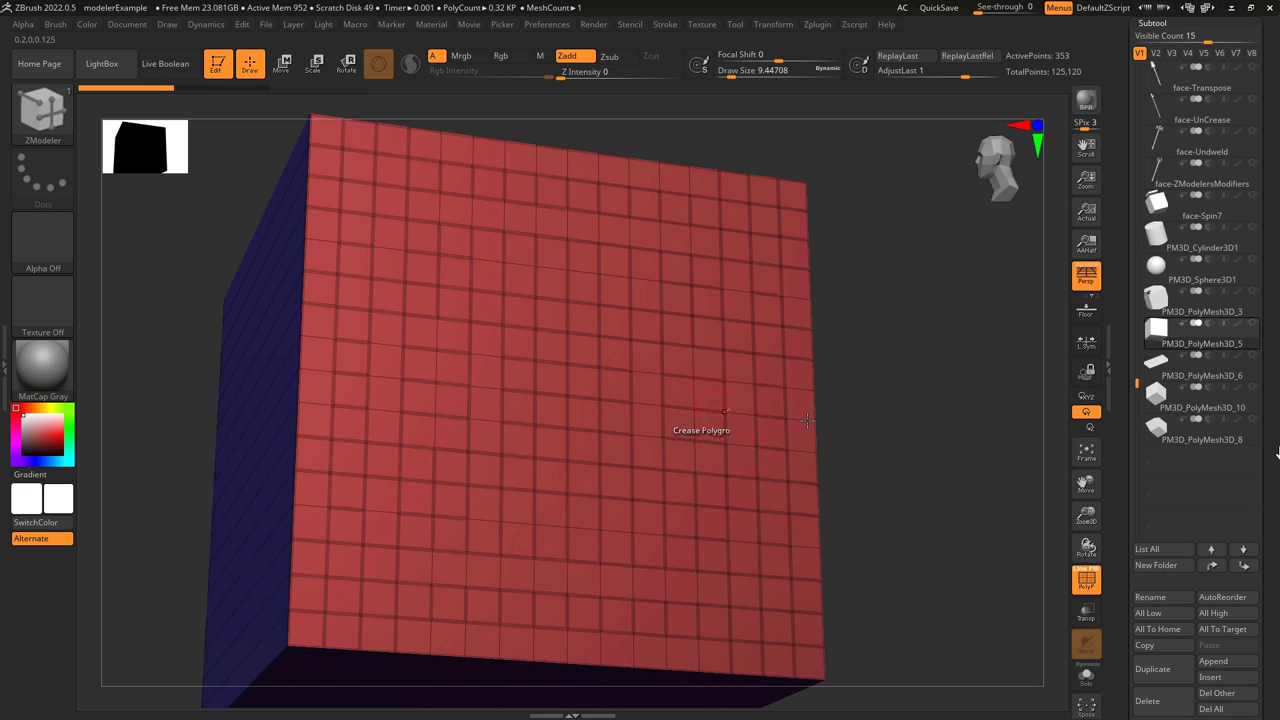 ZBrush 2022.0.5 modelerExample • Free Mem 23.081GB • Active Mem 952 • Scratch Disk 49 • Timer▸0.001 • PolyCount▸0.32 KP • MeshCount▸1 AC QuickSave See-through 0 Menus DefaultZScript
Alpha Brush Color Document Draw Dynamics Edit File Layer Light Macro Marker Material Movie Picker Preferences Render Stencil Stroke Texture Tool Transform Zplugin Zscript Help
0.2,0,0.125
Home Page LightBox Live Boolean Edit Draw Move Scale Rotate
A Mrgb Rgb M Zadd Zsub Zcut
Rgb Intensity Z Intensity 0
Focal Shift 0
Draw Size 9.44708 Dynamic
S
D
ReplayLast ReplayLastRel ActivePoints: 353
AdjustLast 1 TotalPoints: 125,120
1
ZModeler
Dots
Alpha Off
Texture Off
MatCap Gray
Gradient
SwitchColor
Alternate
Crease Polygro
BPR
SPix 3
Scroll
Zoom
Actual
AAHalf
Persp
Floor
L.Sym
XYZ
Frame
Move
Zoom3D
Rotate
Line Fill
PolyF
Transp
Ghost
Dynamic
Solo
Xpose
Subtool
Visible Count 15
V1 V2 V3 V4 V5 V6 V7 V8
face-Transpose
face-UnCrease
face-Undweld
face-ZModelersModifiers
face-Spin7
PM3D_Cylinder3D1
PM3D_Sphere3D1
PM3D_PolyMesh3D_3
PM3D_PolyMesh3D_5
PM3D_PolyMesh3D_6
PM3D_PolyMesh3D_10
PM3D_PolyMesh3D_8
List All
New Folder
Rename AutoReorder
All Low All High
All To Home All To Target
Copy Paste
Duplicate Append
Insert
Delete Del Other
Del All